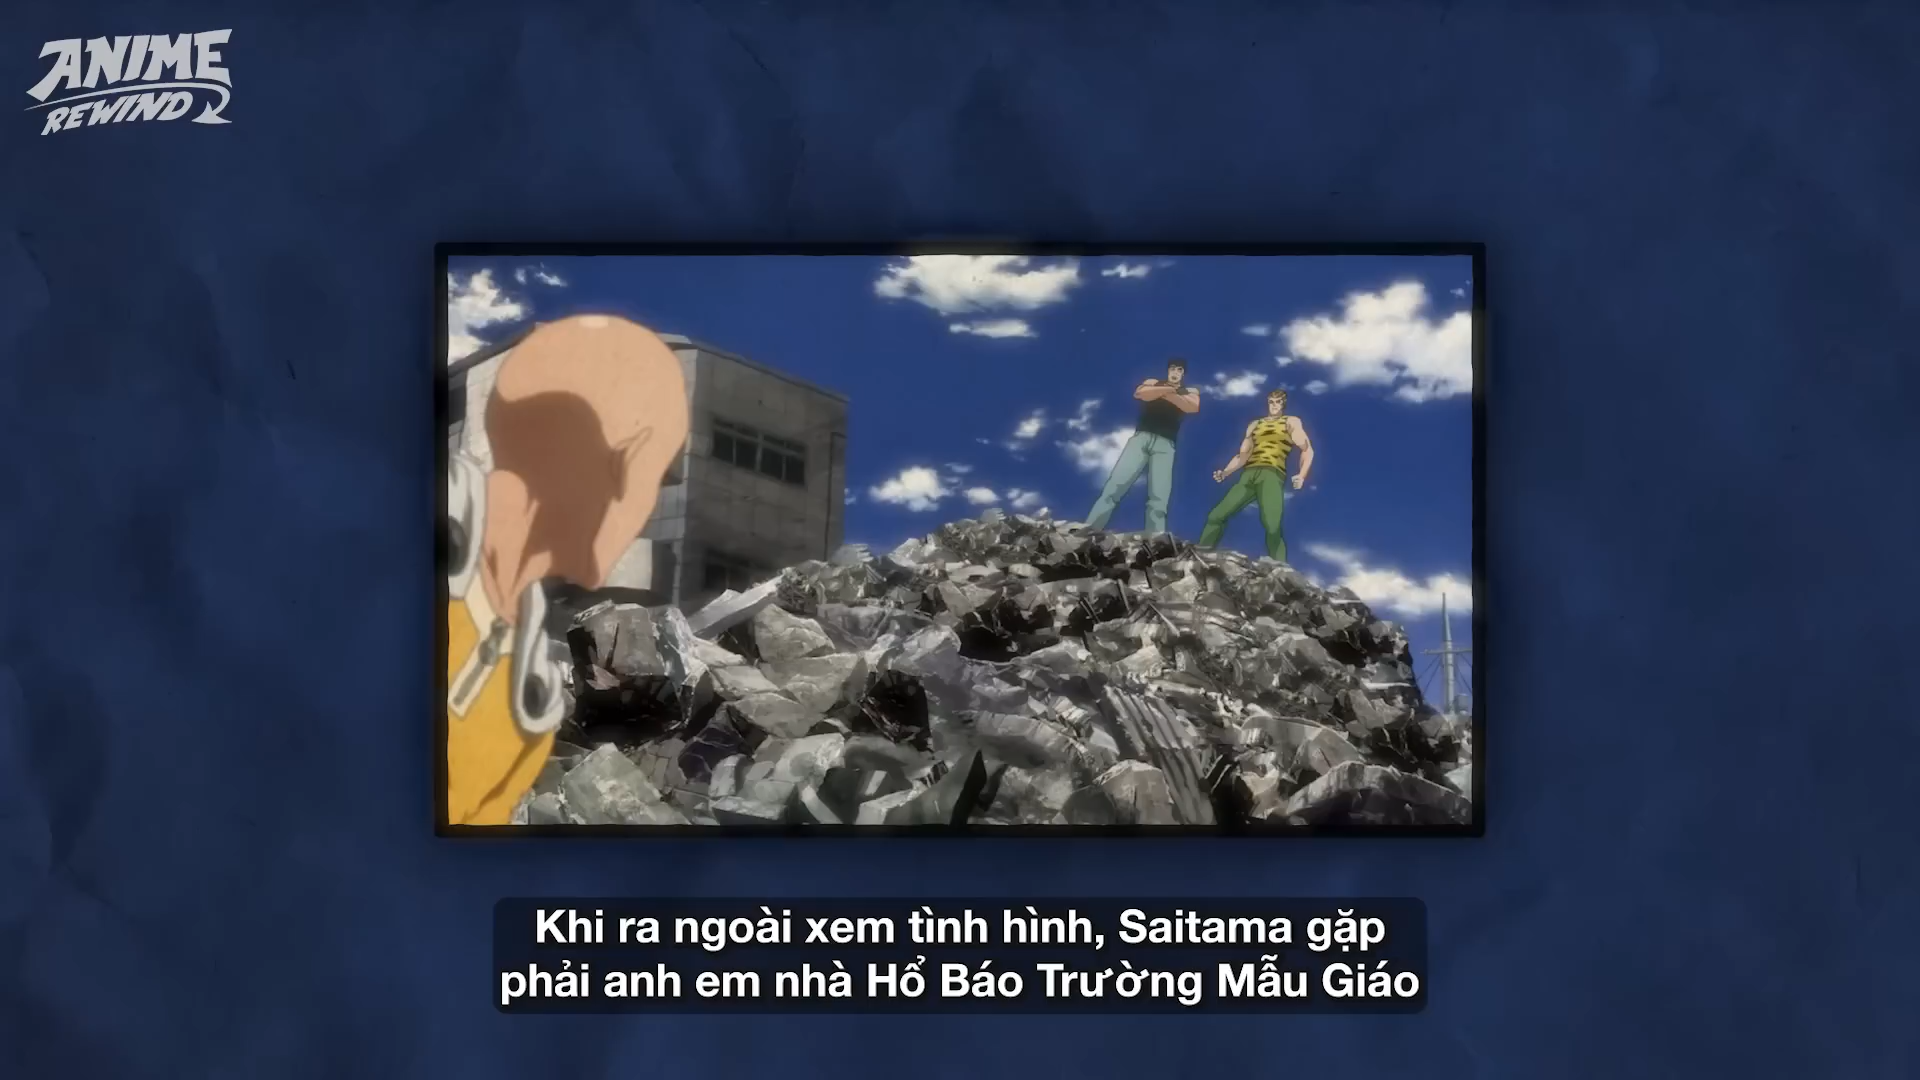 ANIME
REWIND
Khi ra ngoài xem tình hình, Saitama gặp
phải anh em nhà Hổ Báo Trường Mẫu Giáo